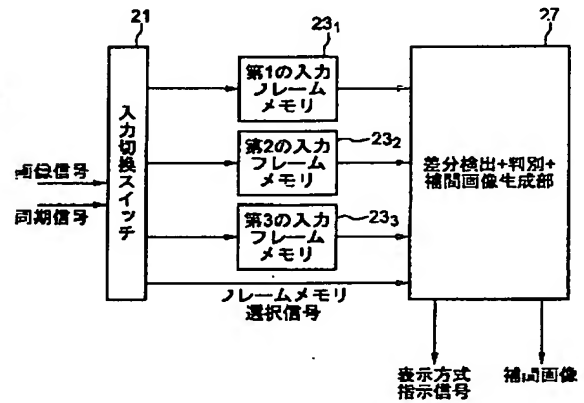 21
23₁
27
第1の入力
フレーム
メモリ
入力切換スイッチ
第2の入力
フレーム
メモリ
23₂
差分検出+判別+
補間画像生成部
画像信号
同期信号
第3の入力
フレーム
メモリ
23₃
フレームメモリ
選択信号
表示方式
指示信号
補間画像